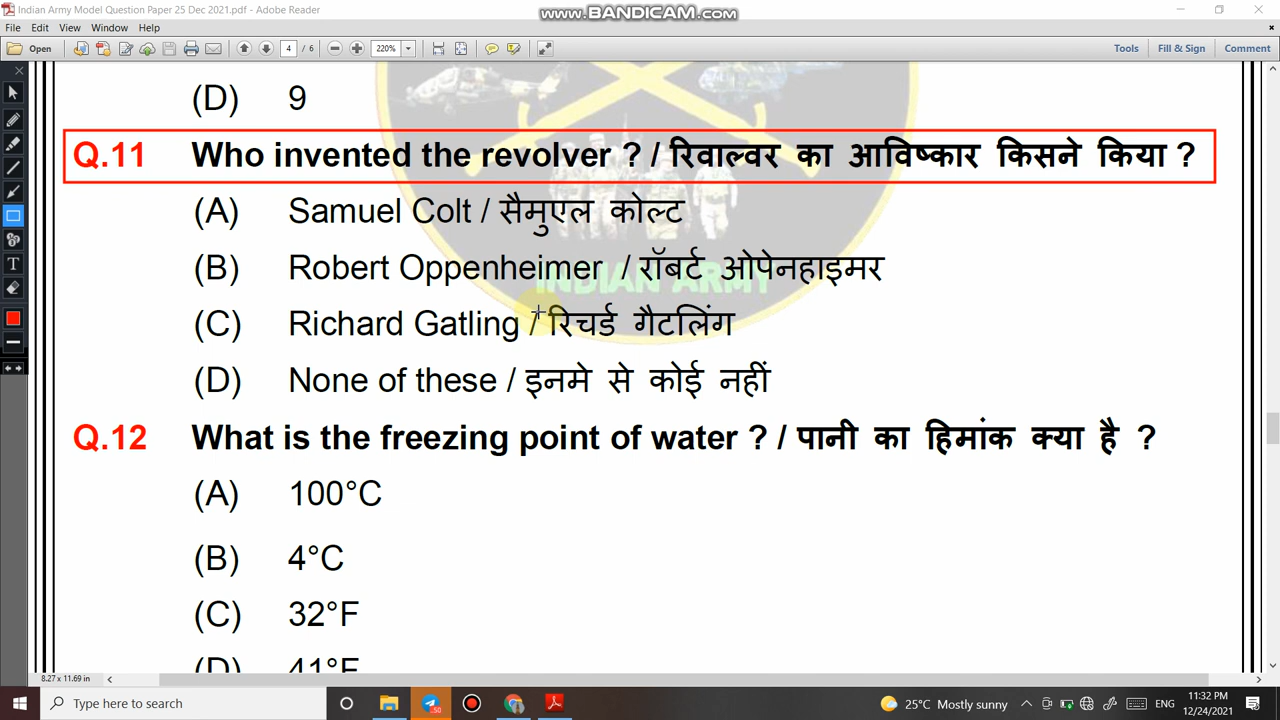 Indian Army Model Question Paper 25 Dec 2021.pdf - Adobe Reader
www.BANDICAM.com
File Edit View Window Help
Open 4 / 6 220% Tools Fill & Sign Comment
(D) 9
Q.11 Who invented the revolver ? / रिवाल्वर का आविष्कार किसने किया ?
(A) Samuel Colt / सैमुएल कोल्ट
(B) Robert Oppenheimer / रॉबर्ट ओपेनहाइमर
INDIAN ARMY
(C) Richard Gatling / रिचर्ड गैटलिंग
(D) None of these / इनमे से कोई नहीं
Q.12 What is the freezing point of water ? / पानी का हिमांक क्या है ?
(A) 100°C
(B) 4°C
(C) 32°F
(D) 41°F
8.27 x 11.69 in
Type here to search 25°C Mostly sunny ENG 11:32 PM
12/24/2021